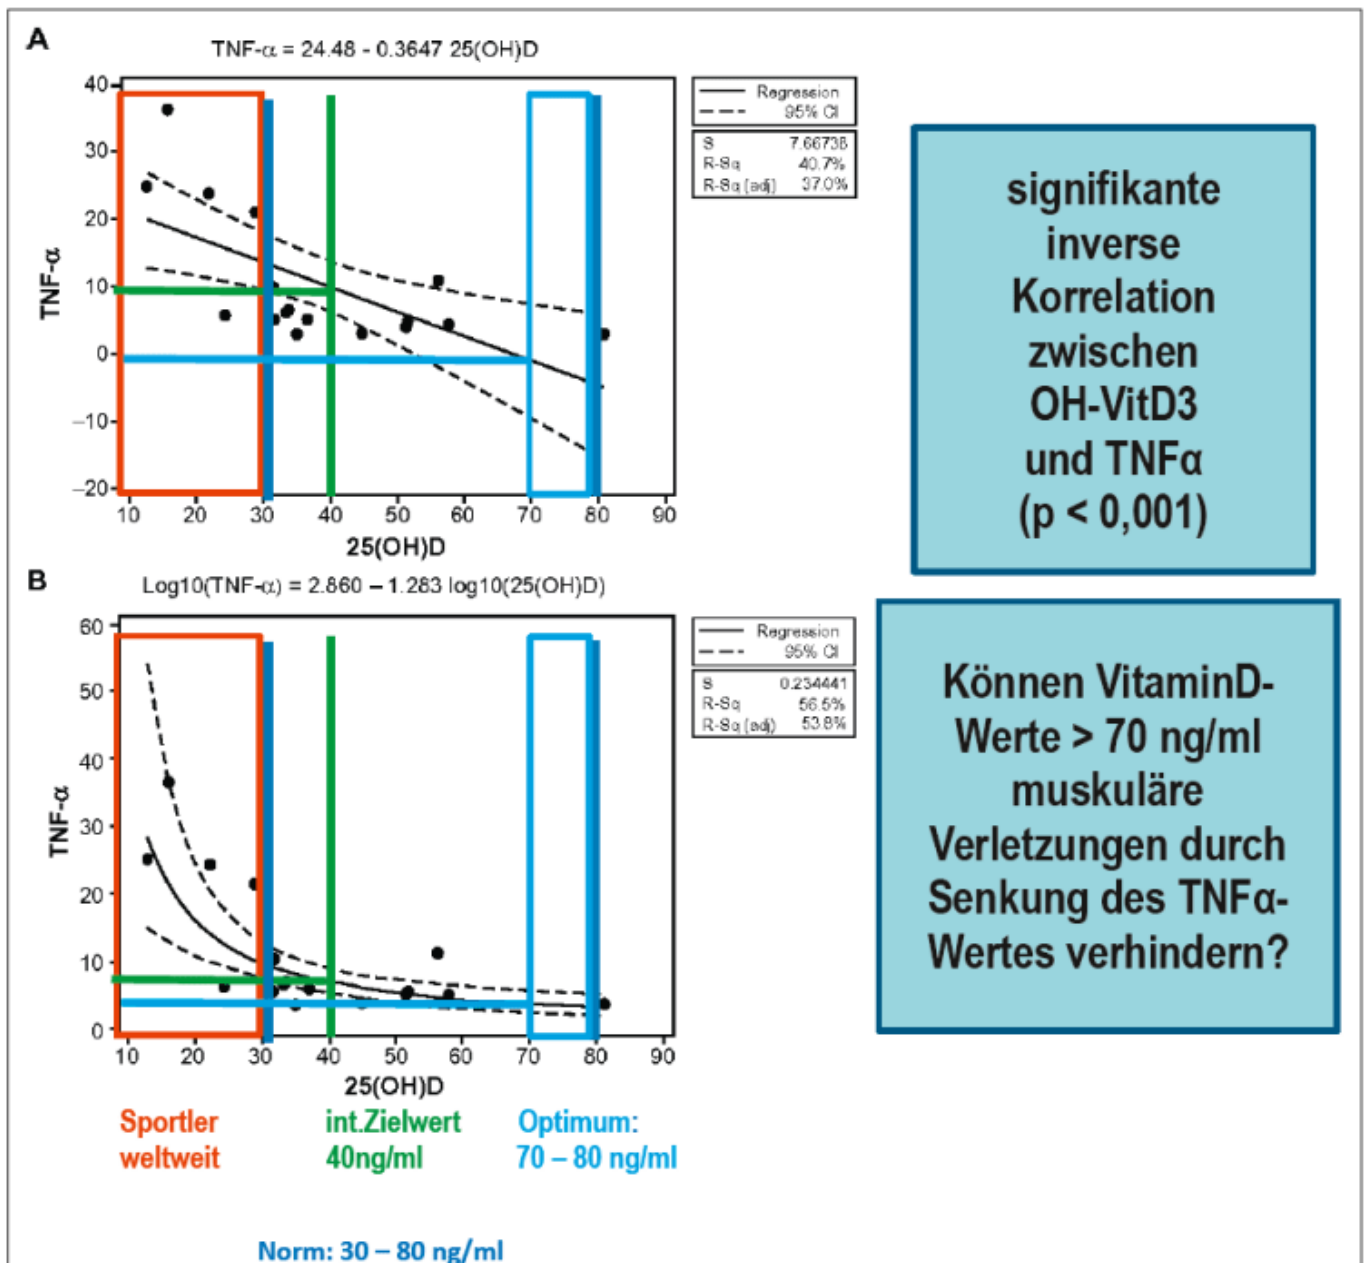 A
TNF-α = 24.48 - 0.3647 25(OH)D
40
30
20
10
0
–10
–20
TNF-α
10 20 30 40 50 60 70 80 90
25(OH)D
Regression
95% CI
S 7.66738
R-Sq 40.7%
R-Sq (adj) 37.0%
signifikante
inverse
Korrelation
zwischen
OH-VitD3
und TNFα
(p < 0,001)
B
Log10(TNF-α) = 2.860 – 1.283 log10(25(OH)D)
60
50
40
30
20
10
0
TNF-α
10 20 30 40 50 60 70 80 90
25(OH)D
Regression
95% CI
S 0.234441
R-Sq 56.5%
R-Sq (adj) 53.8%
Können VitaminD-
Werte > 70 ng/ml
muskuläre
Verletzungen durch
Senkung des TNFα-
Wertes verhindern?
Sportler
weltweit
int.Zielwert
40ng/ml
Optimum:
70 – 80 ng/ml
Norm: 30 – 80 ng/ml